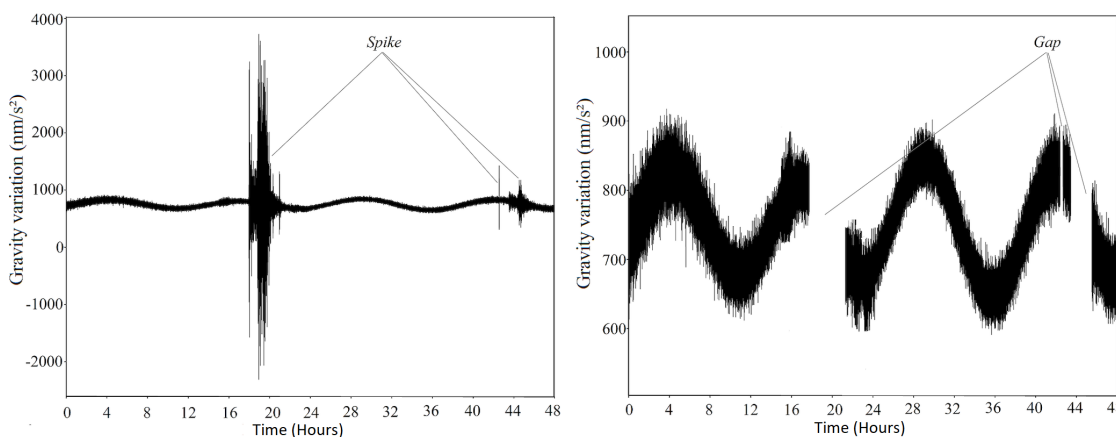 4000
3000
2000
1000
0
-1000
-2000
Gravity variation (nm/s²)
Spike
0 4 8 12 16 20 24 28 32 36 40 44 48
Time (Hours)
1000
900
800
700
600
Gravity variation (nm/s²)
Gap
0 4 8 12 16 20 24 28 32 36 40 44 4
Time (Hours)